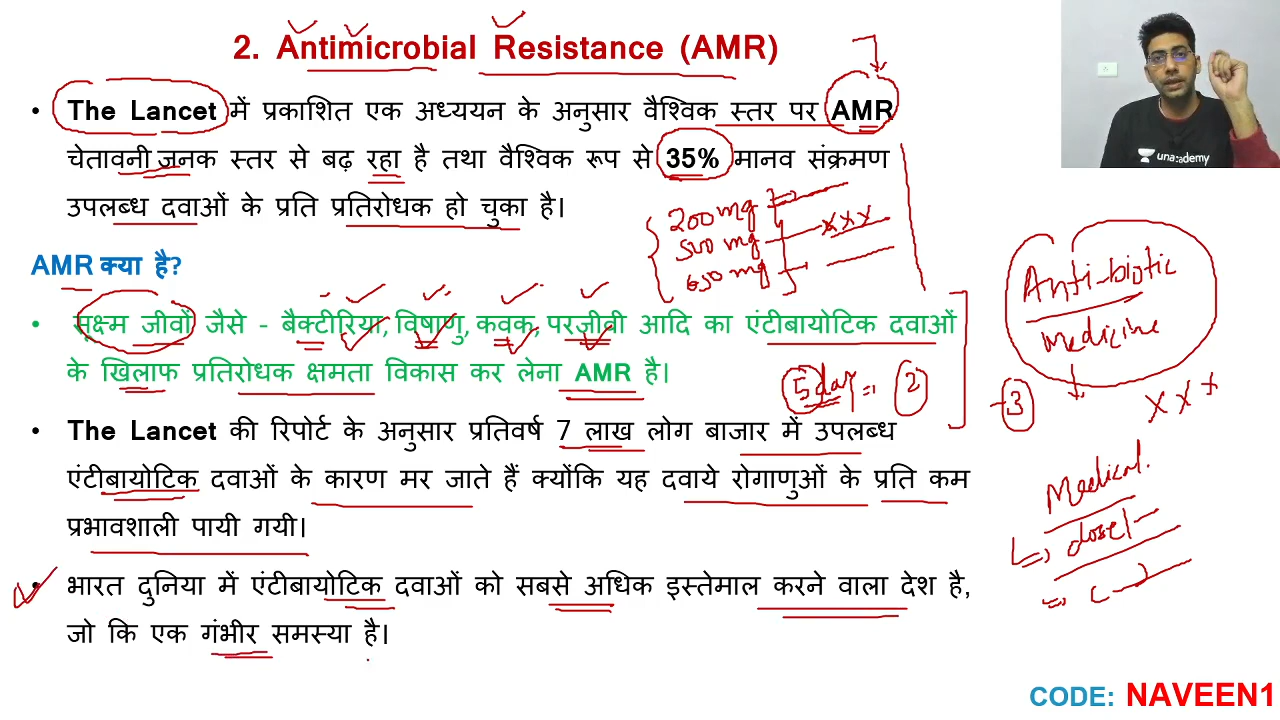 2. Antimicrobial Resistance (AMR)
• The Lancet में प्रकाशित एक अध्ययन के अनुसार वैश्विक स्तर पर AMR
चेतावनी जनक स्तर से बढ़ रहा है तथा वैश्विक रूप से 35% मानव संक्रमण
उपलब्ध दवाओं के प्रति प्रतिरोधक हो चुका है।
200 mg
500 mg xxx
650 mg
AMR क्या है?
• सूक्ष्म जीवों जैसे - बैक्टीरिया, विषाणु, कवक, परजीवी आदि का एंटीबायोटिक दवाओं
के खिलाफ प्रतिरोधक क्षमता विकास कर लेना AMR है।
5 day = 2
• The Lancet की रिपोर्ट के अनुसार प्रतिवर्ष 7 लाख लोग बाजार में उपलब्ध
एंटीबायोटिक दवाओं के कारण मर जाते हैं क्योंकि यह दवाये रोगाणुओं के प्रति कम
प्रभावशाली पायी गयी।
• भारत दुनिया में एंटीबायोटिक दवाओं को सबसे अधिक इस्तेमाल करने वाला देश है,
जो कि एक गंभीर समस्या है।
unacademy
Anti-biotic
medicine
-3 x x x
Medical.
dose
CODE: NAVEEN1